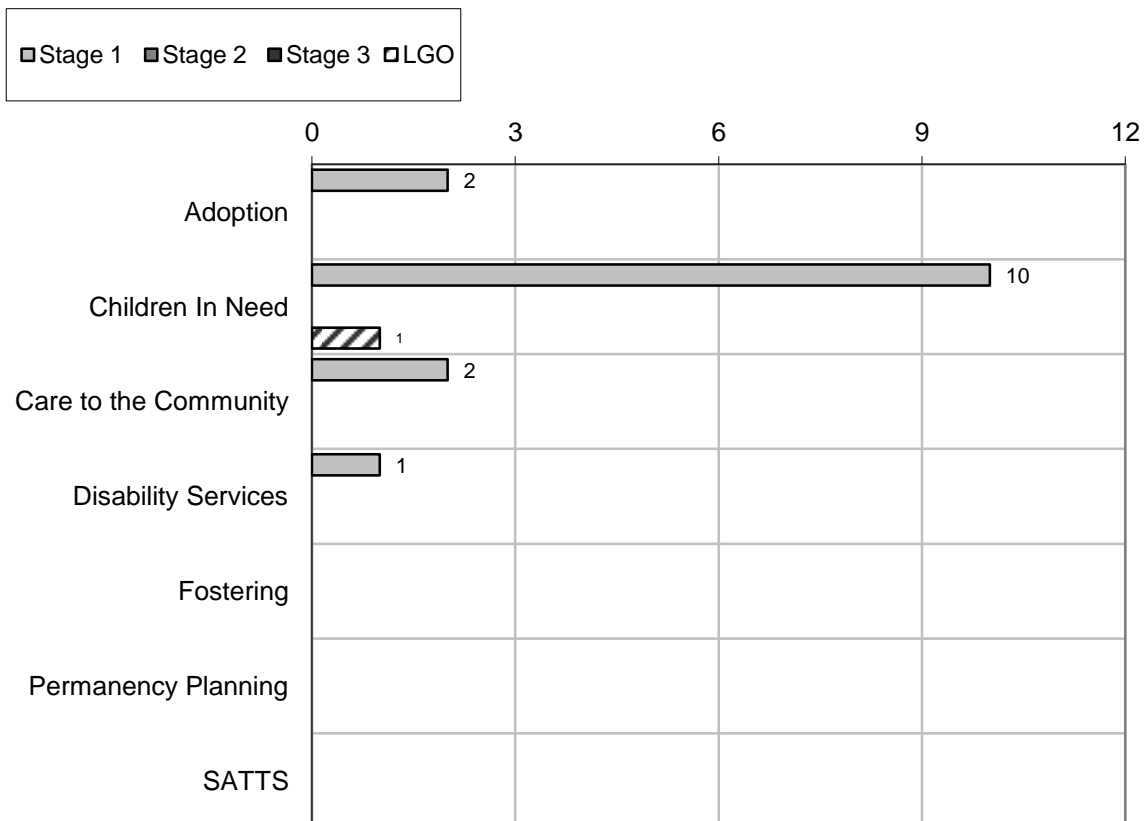 Stage 1 Stage 2 Stage 3 LGO
0 3 6 9 12
Adoption 2
Children In Need 10
1
Care to the Community 2
Disability Services 1
Fostering
Permanency Planning
SATTS